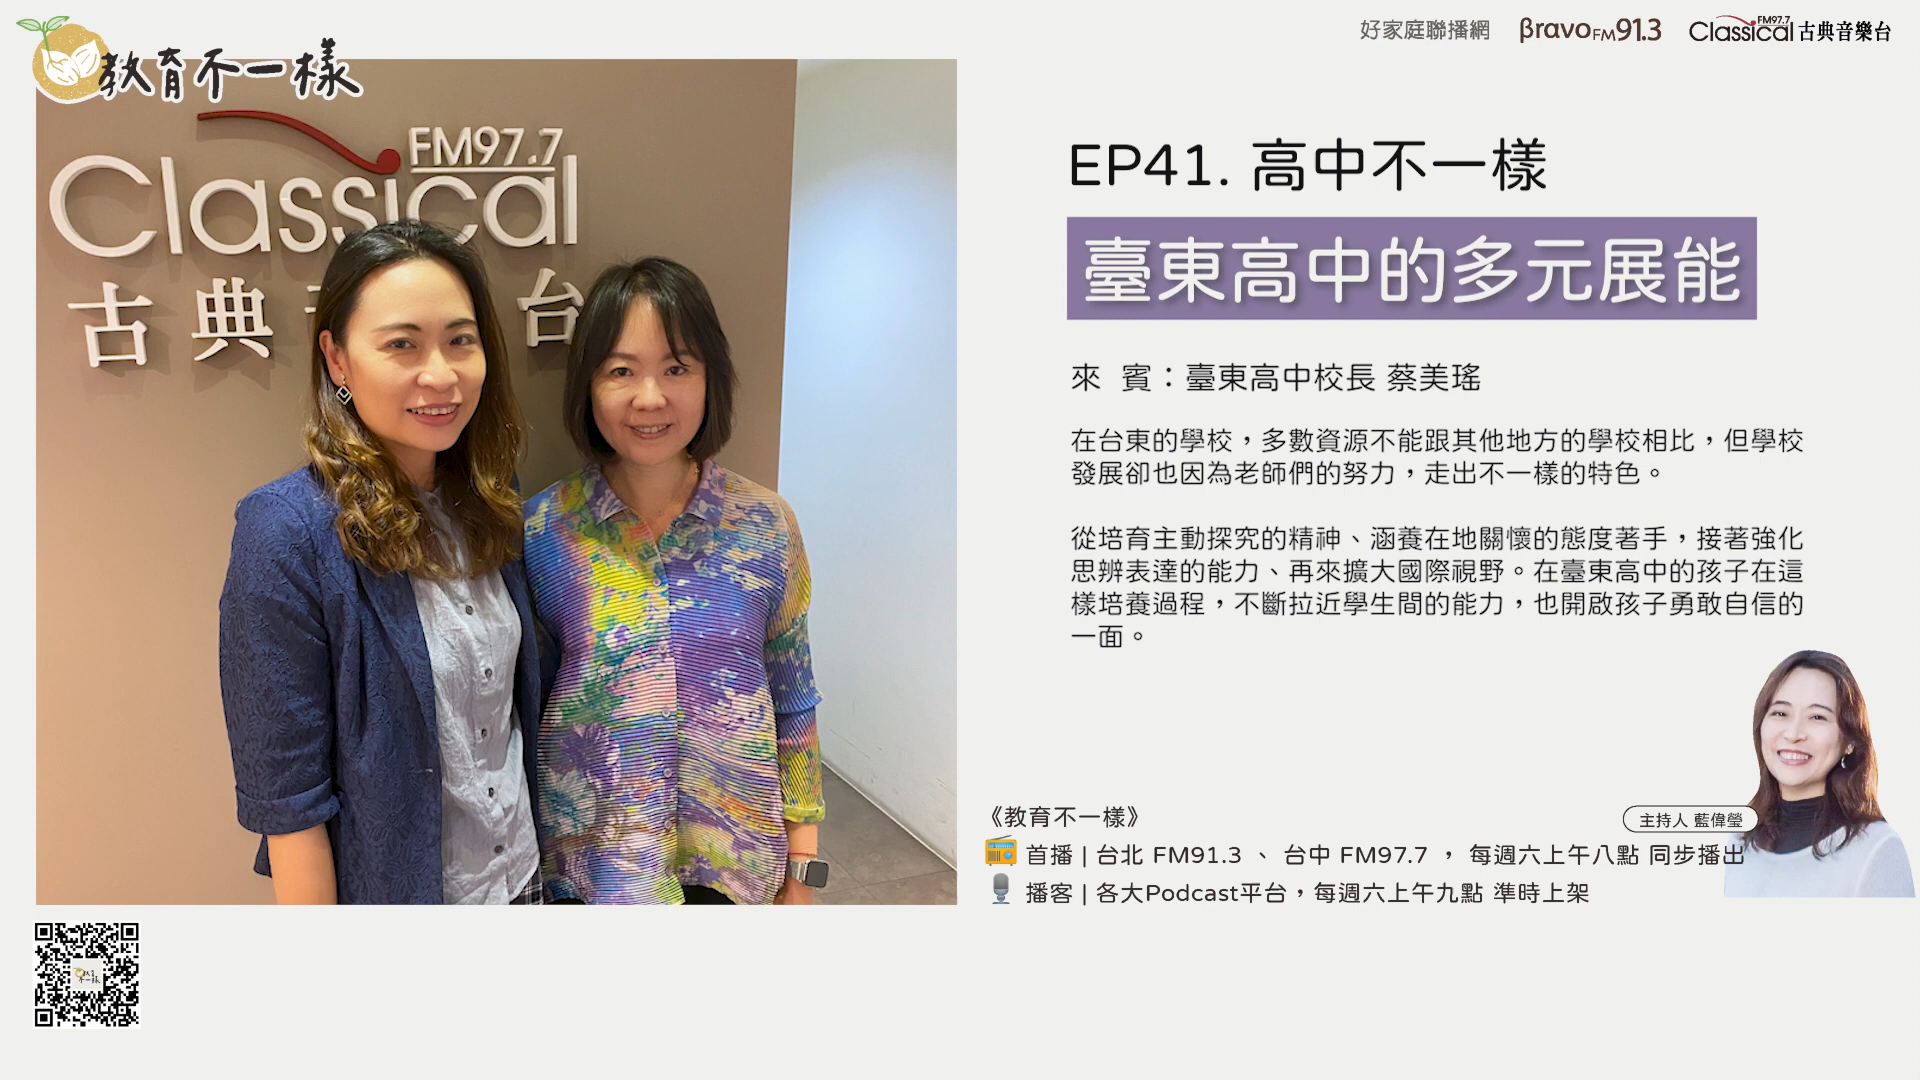 教育不一樣
好家庭聯播網 Bravo FM91.3 Classical FM97.7 古典音樂台
FM97.7
Classical
古典 台
EP41. 高中不一樣
臺東高中的多元展能
來 賓：臺東高中校長 蔡美瑤
在台東的學校，多數資源不能跟其他地方的學校相比，但學校
發展卻也因為老師們的努力，走出不一樣的特色。
從培育主動探究的精神、涵養在地關懷的態度著手，接著強化
思辨表達的能力、再來擴大國際視野。在臺東高中的孩子在這
樣培養過程，不斷拉近學生間的能力，也開啟孩子勇敢自信的
一面。
《教育不一樣》
主持人 藍偉瑩
首播 | 台北 FM91.3 、 台中 FM97.7 ， 每週六上午八點 同步播出
播客 | 各大Podcast平台，每週六上午九點 準時上架